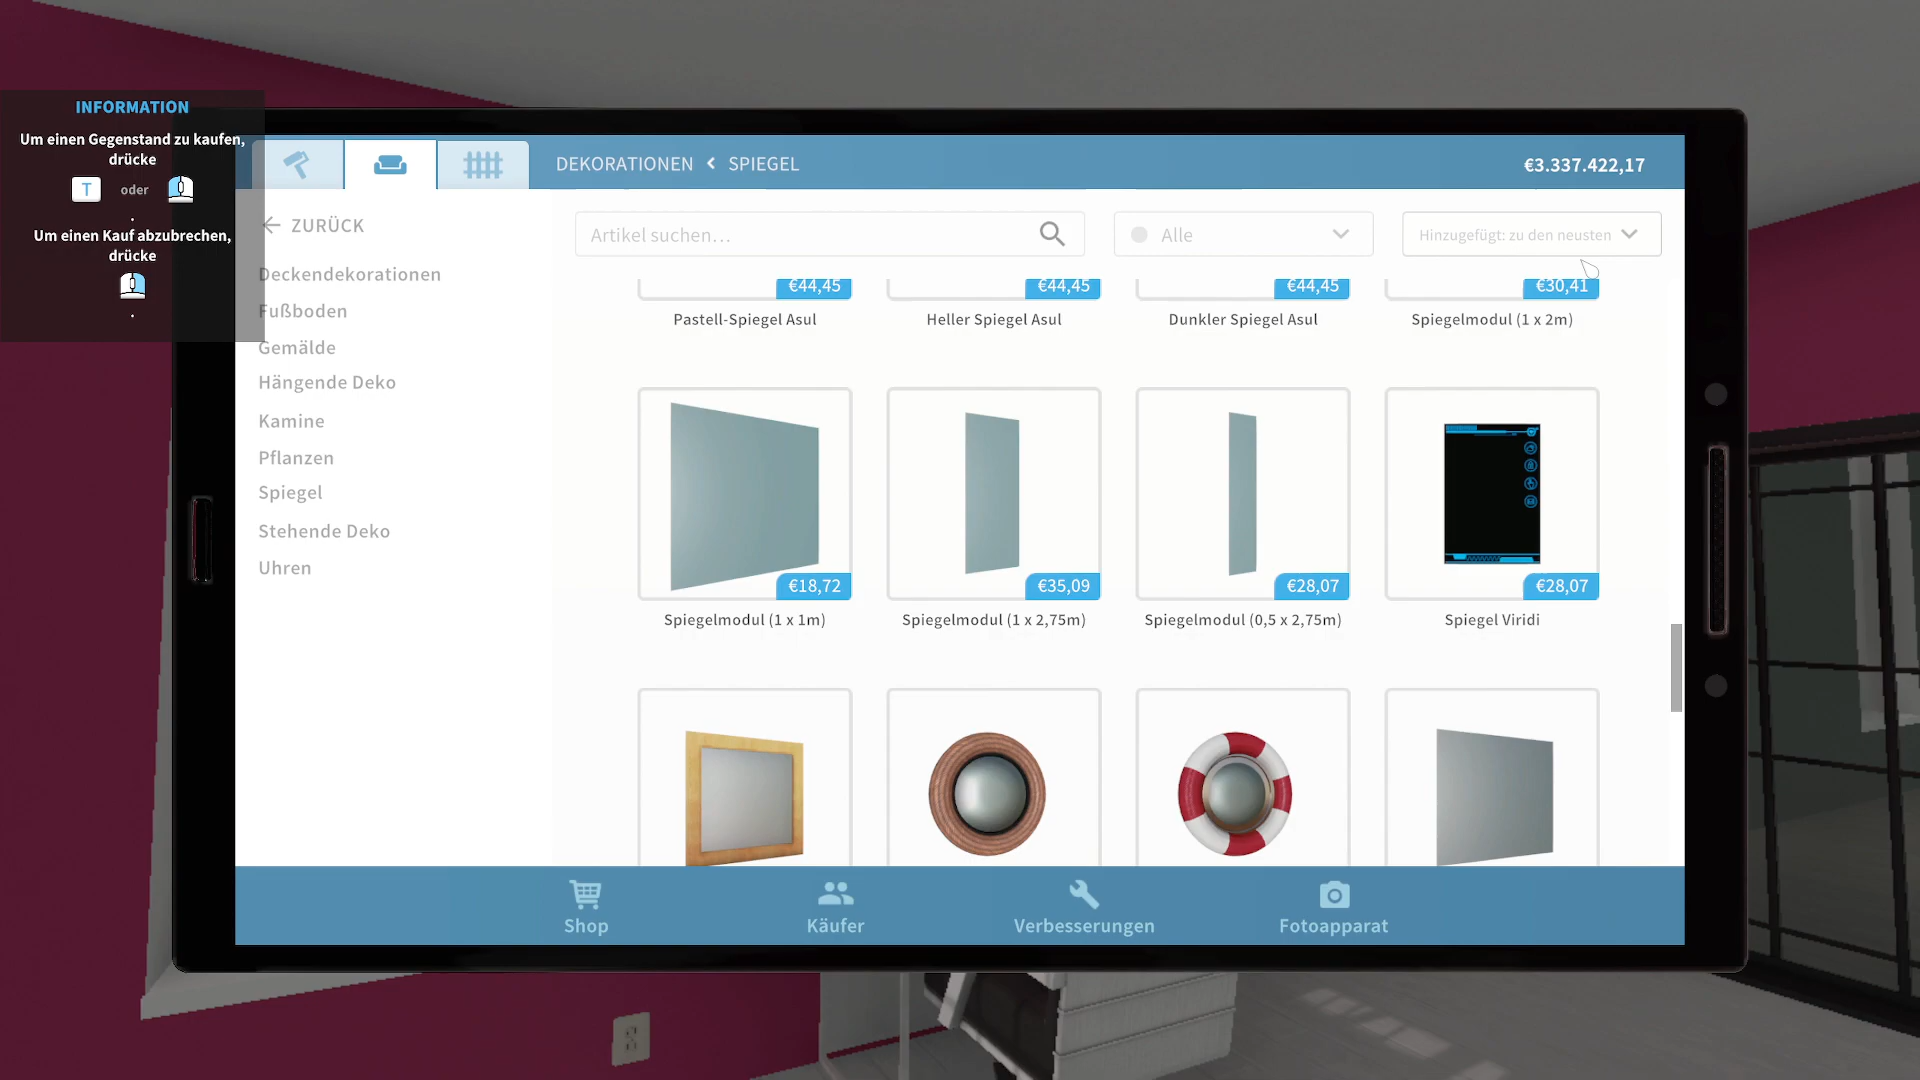 INFORMATION
Um einen Gegenstand zu kaufen,
drücke
T oder
.
Um einen Kauf abzubrechen,
drücke
.
DEKORATIONEN < SPIEGEL
€3.337.422,17
ZURÜCK
Deckendekorationen
Fußboden
Gemälde
Hängende Deko
Kamine
Pflanzen
Spiegel
Stehende Deko
Uhren
Artikel suchen...
Alle
Hinzugefügt: zu den neusten
€44,45 €44,45 €44,45 €30,41
Pastell-Spiegel Asul Heller Spiegel Asul Dunkler Spiegel Asul Spiegelmodul (1 x 2m)
€18,72 €35,09 €28,07 €28,07
Spiegelmodul (1 x 1m) Spiegelmodul (1 x 2,75m) Spiegelmodul (0,5 x 2,75m) Spiegel Viridi
Shop Käufer Verbesserungen Fotoapparat